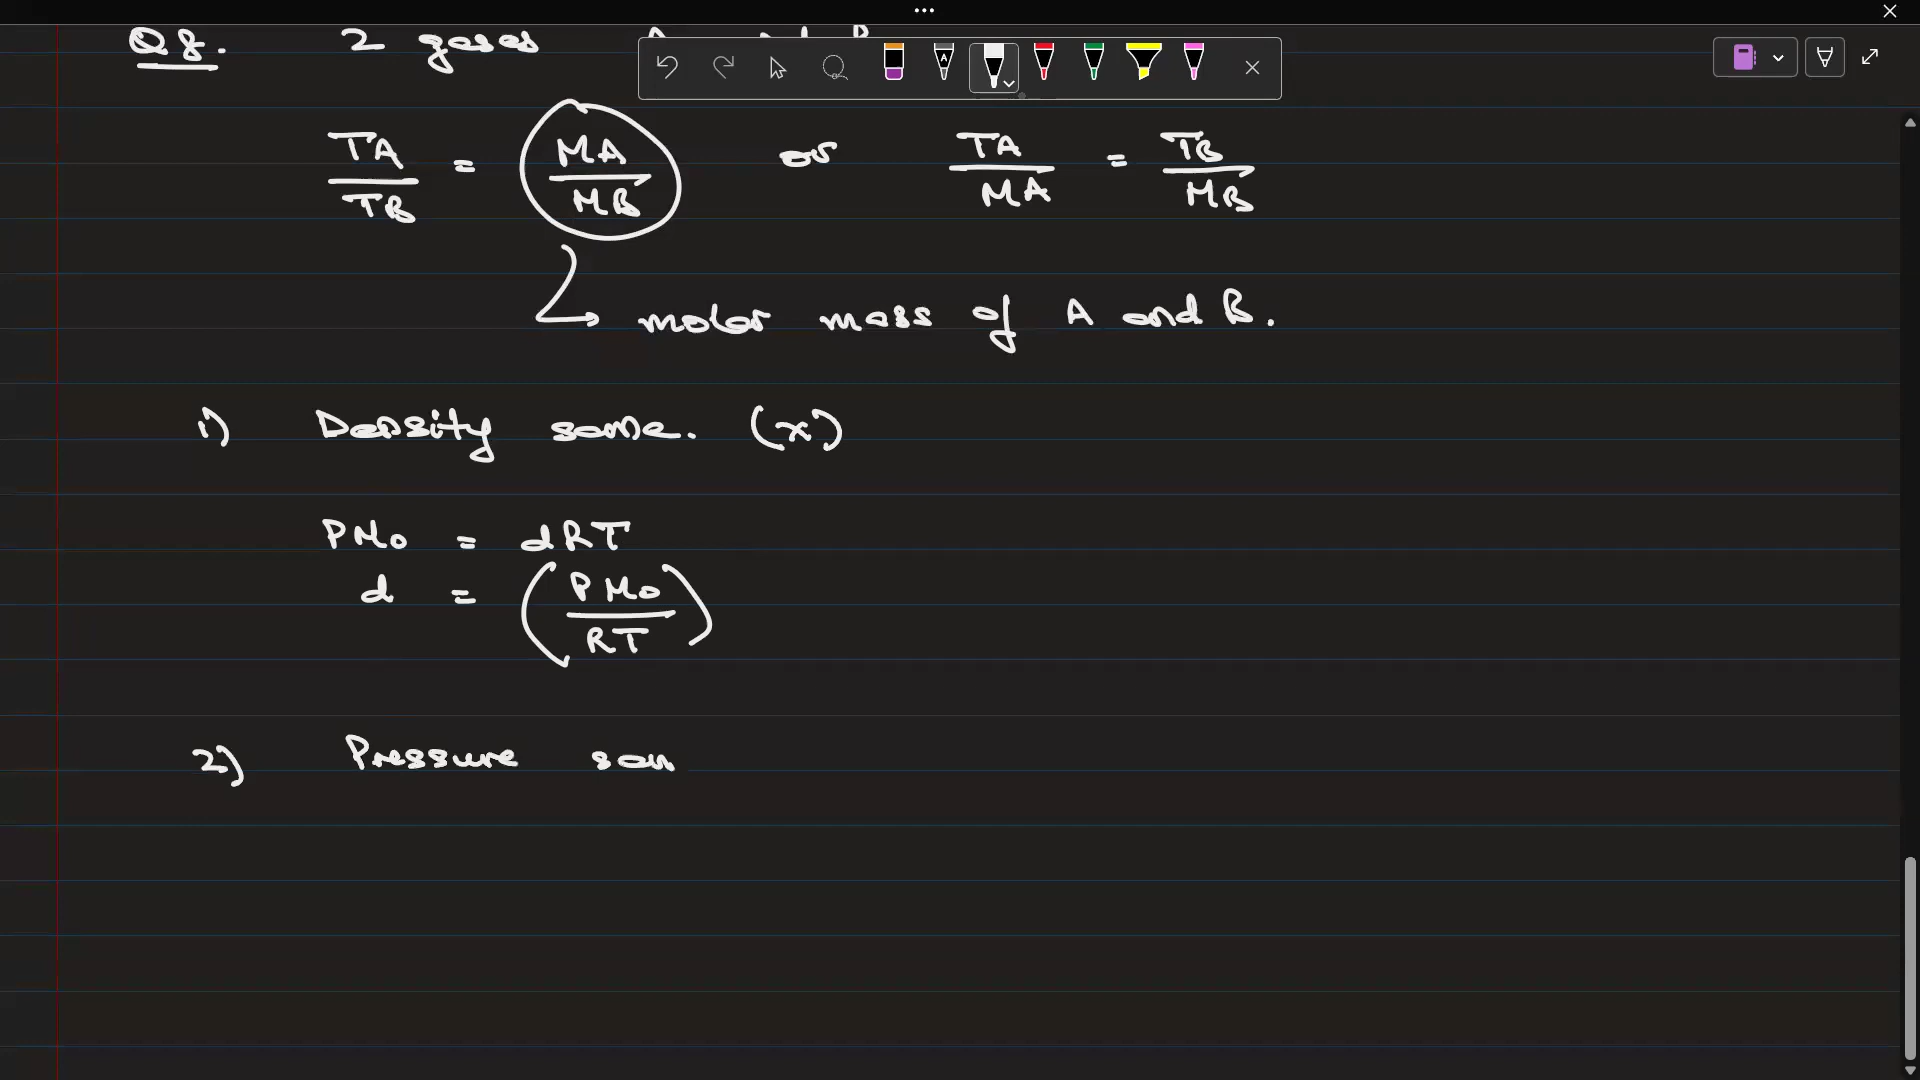 Q8. 2 gases
TA/TB = MA/MB or TA/MA = TB/MB
molar mass of A and B.
1) Density same. (x)
PMo = dRT
d = (PMo/RT)
2) Pressure sam